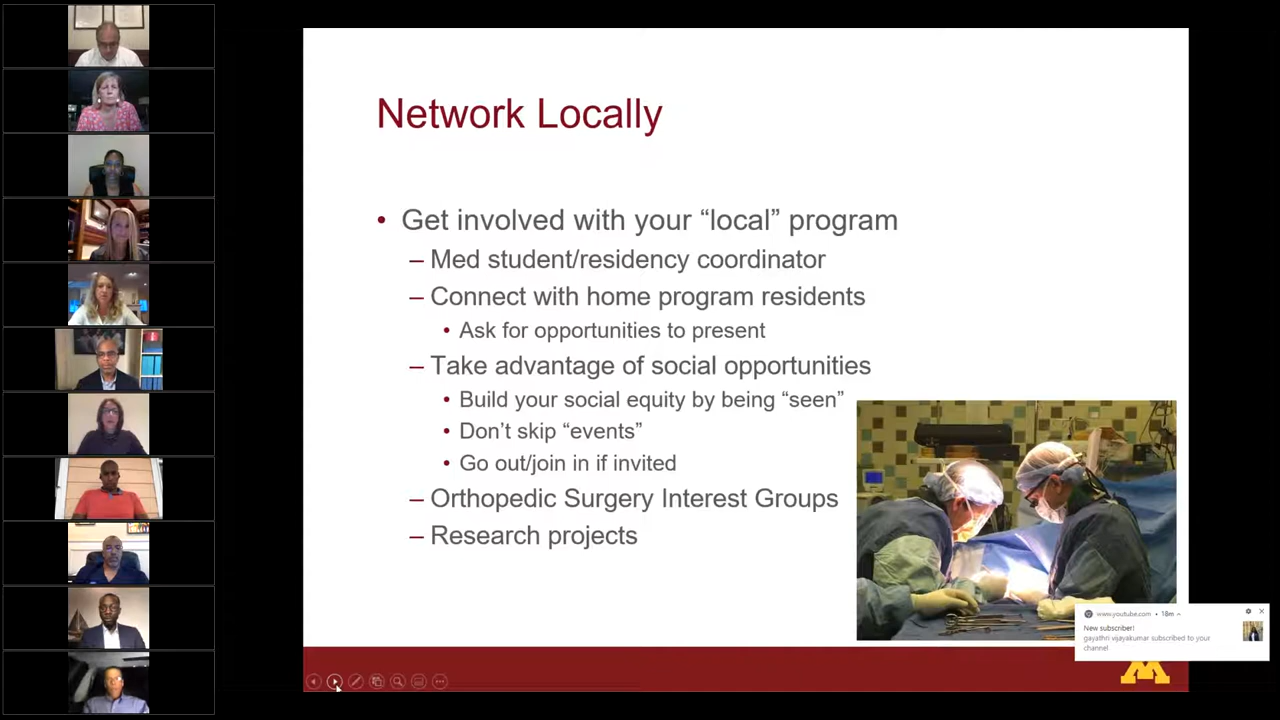 Network Locally
• Get involved with your “local” program
– Med student/residency coordinator
– Connect with home program residents
• Ask for opportunities to present
– Take advantage of social opportunities
• Build your social equity by being “seen”
• Don’t skip “events”
• Go out/join in if invited
– Orthopedic Surgery Interest Groups
– Research projects
www.youtube.com • 18m
New subscriber!
gayathri vijayakumar subscribed to your
channel
M